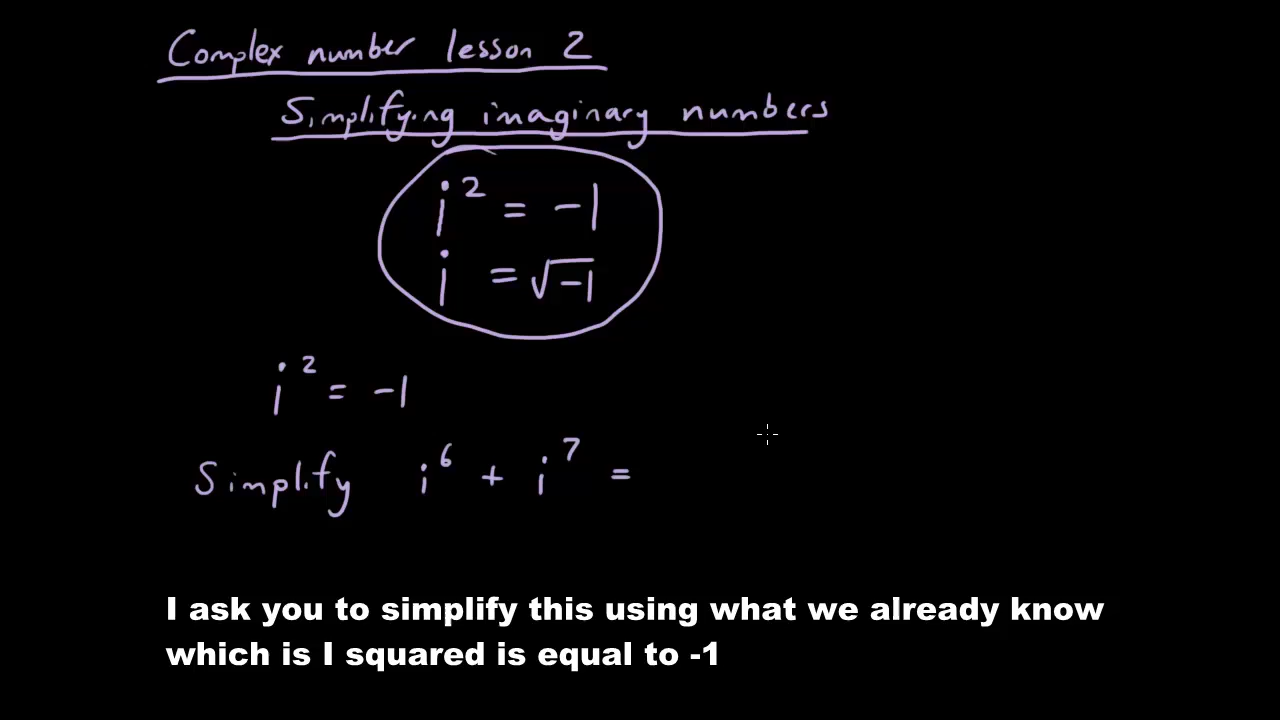 Complex number lesson 2
Simplifying imaginary numbers
i² = -1
i = √-1
i² = -1
Simplify i⁶ + i⁷ =
I ask you to simplify this using what we already know
which is I squared is equal to -1